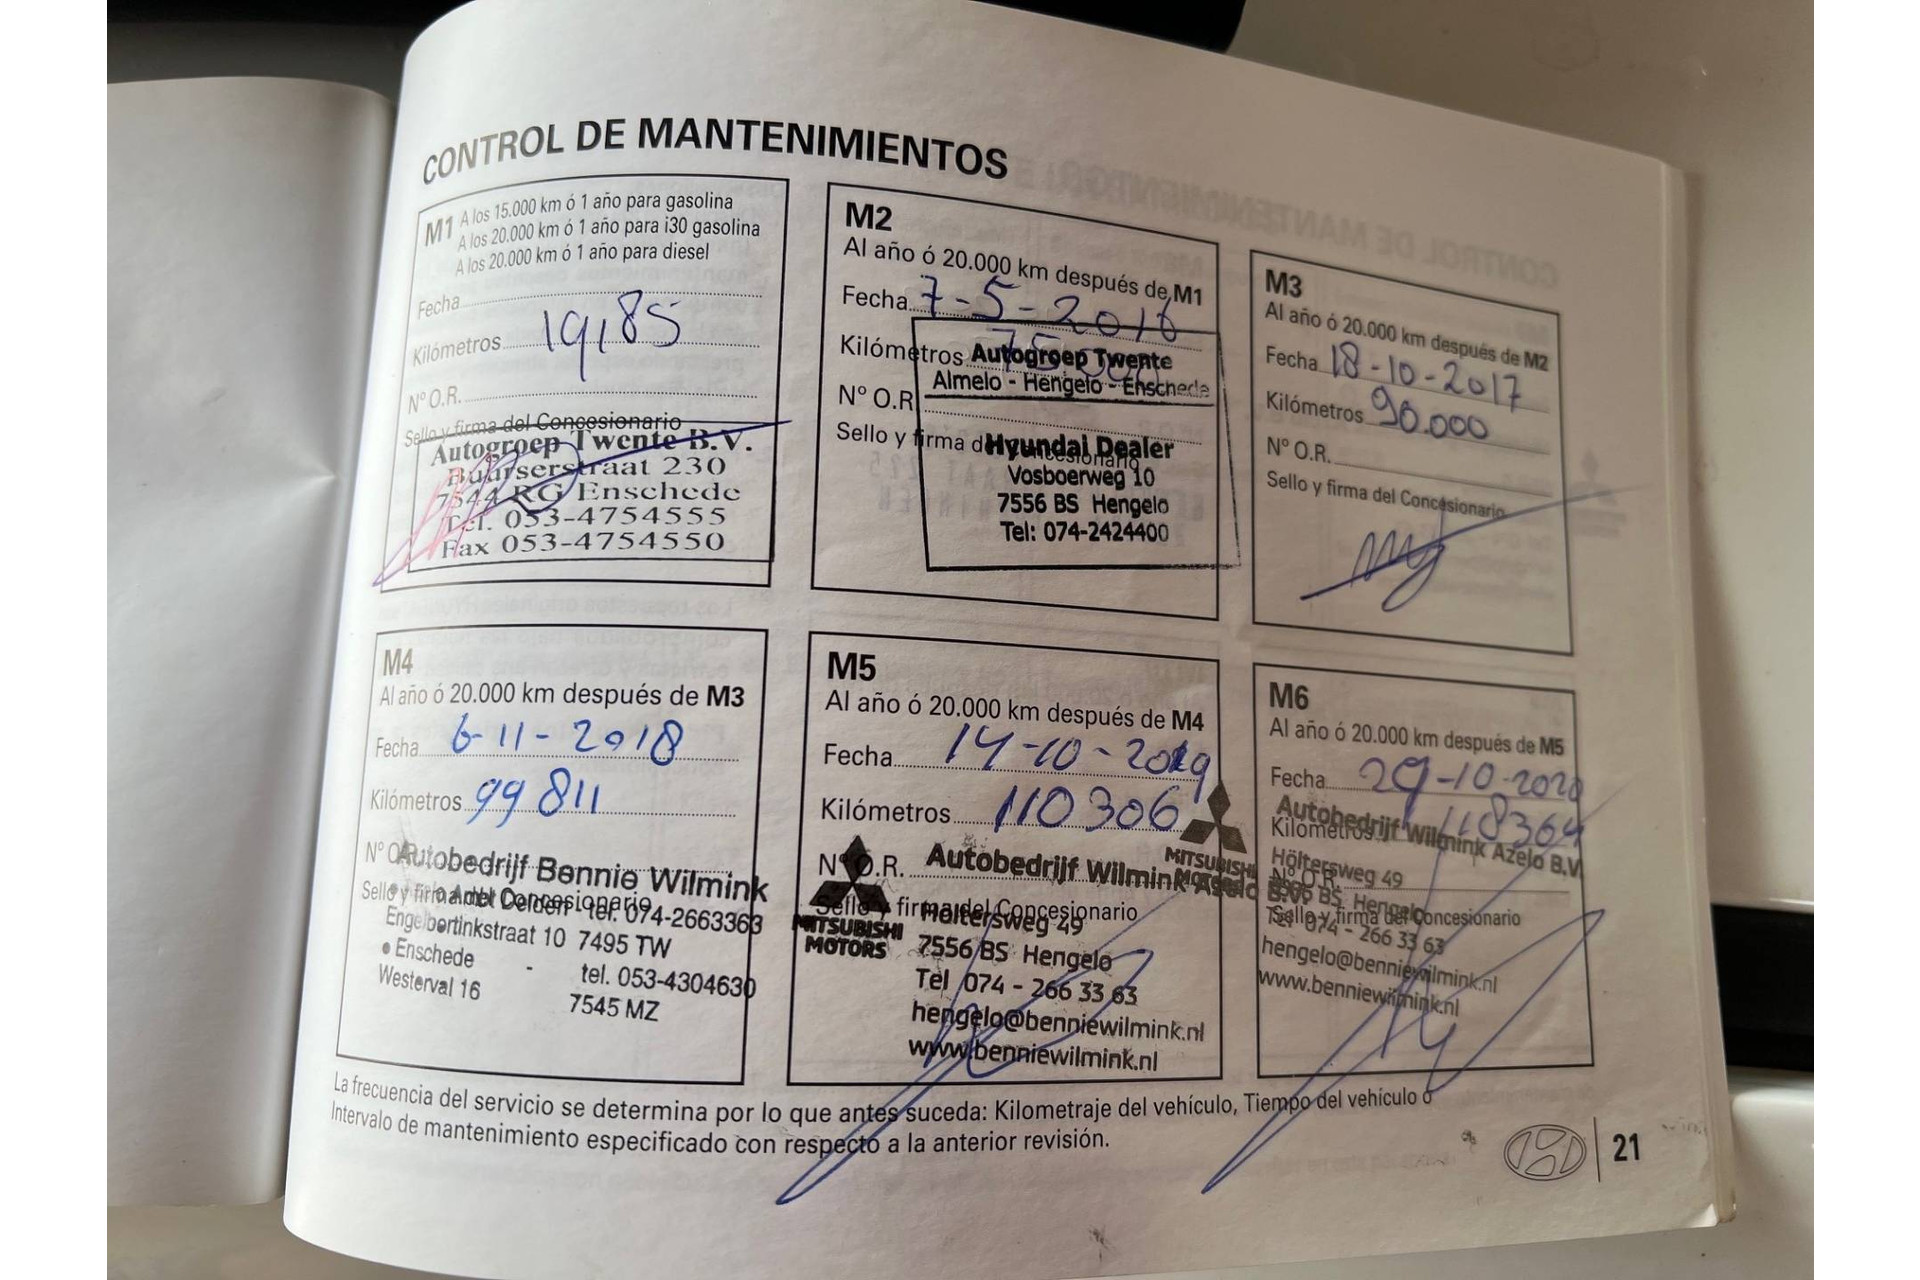 CONTROL DE MANTENIMIENTOS
M1 A los 15.000 km ó 1 año para gasolina
A los 20.000 km ó 1 año para i30 gasolina
A los 20.000 km ó 1 año para diesel
Fecha
Kilómetros 19185
Nº O.R.
Sello y firma del Concesionario
Autogroep Twente B.V.
Buurserstraat 230
7544 RG Enschede
Tel. 053-4754555
Fax 053-4754550
M2
Al año ó 20.000 km después de M1
Fecha 7-5-2016
Kilómetros
Autogroep Twente
Almelo - Hengelo - Enschede
Nº O.R
Sello y firma del Concesionario
Hyundai Dealer
Vosboerweg 10
7556 BS Hengelo
Tel: 074-2424400
M3
Al año ó 20.000 km después de M2
Fecha 18-10-2017
Kilómetros 90.000
Nº O.R.
Sello y firma del Concesionario
M4
Al año ó 20.000 km después de M3
Fecha 6-11-2018
Kilómetros 99811
Nº O.R.
Autobedrijf Bennie Wilmink
Sello y firma del Concesionario
Ambt Delden - tel. 074-2663363
Engelbertinkstraat 10 7495 TW
• Enschede - tel. 053-4304630
Westerval 16 7545 MZ
M5
Al año ó 20.000 km después de M4
Fecha 14-10-2019
Kilómetros 110306
Nº O.R.
Autobedrijf Wilmink Azelo B.V.
Sello y firma del Concesionario
MITSUBISHI
MOTORS
Höltersweg 49
7556 BS Hengelo
Tel 074 - 266 33 63
hengelo@benniewilmink.nl
www.benniewilmink.nl
M6
Al año ó 20.000 km después de M5
Fecha 29-10-2020
Kilómetros 118364
MITSUBISHI
MOTORS
Autobedrijf Wilmink Azelo B.V.
Höltersweg 49
Nº O.R.
7556 BS Hengelo
Sello y firma del Concesionario
Tel 074 - 266 33 63
hengelo@benniewilmink.nl
www.benniewilmink.nl
La frecuencia del servicio se determina por lo que antes suceda: Kilometraje del vehículo, Tiempo del vehículo o
Intervalo de mantenimiento especificado con respecto a la anterior revisión.
21